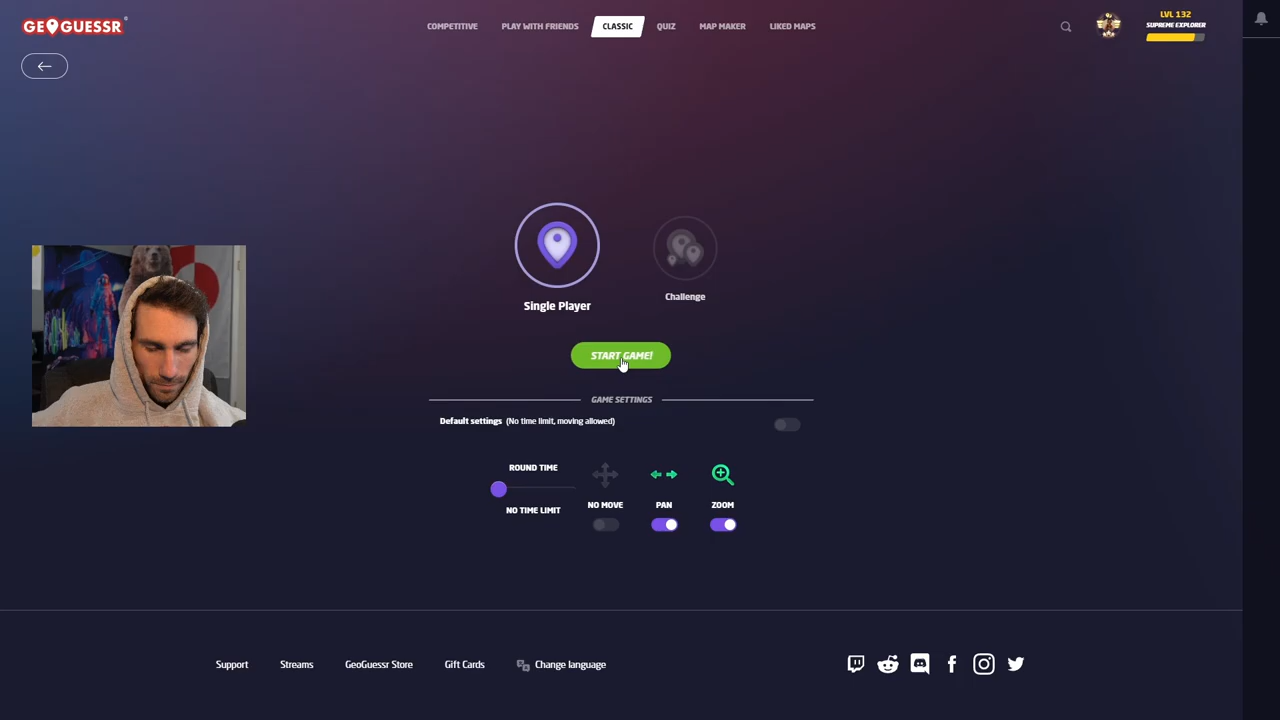 GEOGUESSR
COMPETITIVE
PLAY WITH FRIENDS
CLASSIC
QUIZ
MAP MAKER
LIKED MAPS
LVL 132
SUPREME EXPLORER
Single Player
Challenge
START GAME!
GAME SETTINGS
Default settings (No time limit, moving allowed)
ROUND TIME
NO TIME LIMIT
NO MOVE
PAN
ZOOM
Support
Streams
GeoGuessr Store
Gift Cards
Change language